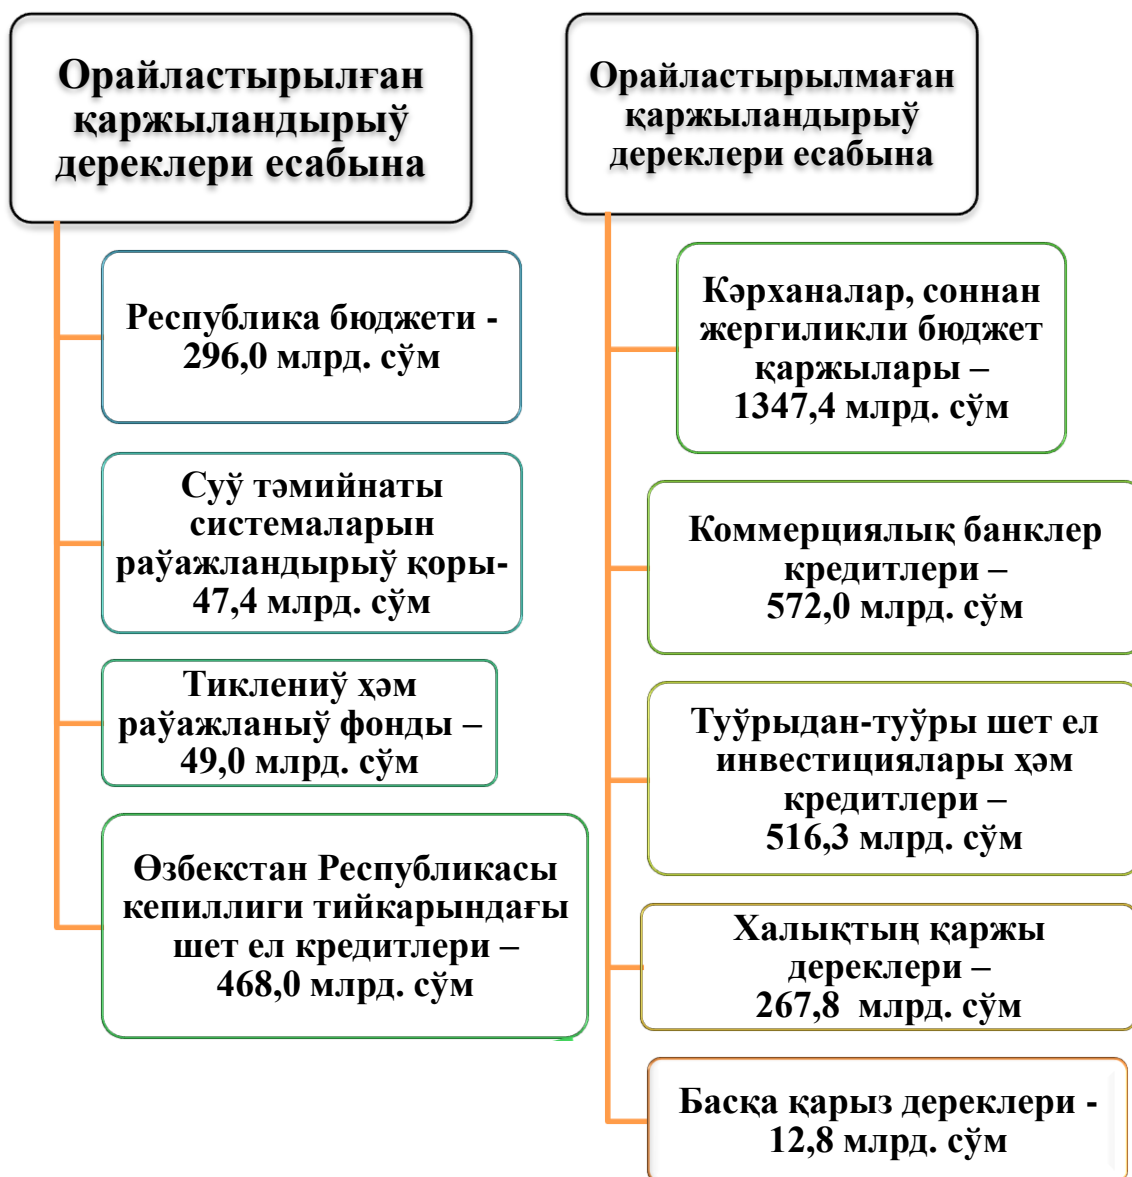 Орайластырылған
қаржыландырыў
дереклери есабына
Республика бюджети -
296,0 млрд. сўм
Суў тәмийнаты
системаларын
раўажландырыў қоры-
47,4 млрд. сўм
Тиклениў ҳәм
раўажланыў фонды –
49,0 млрд. сўм
Өзбекстан Республикасы
кепиллиги тийкарындағы
шет ел кредитлери –
468,0 млрд. сўм
Орайластырылмаған
қаржыландырыў
дереклери есабына
Кәрханалар, соннан
жергиликли бюджет
қаржылары –
1347,4 млрд. сўм
Коммерциялық банклер
кредитлери –
572,0 млрд. сўм
Туўрыдан-туўры шет ел
инвестициялары ҳәм
кредитлери –
516,3 млрд. сўм
Халықтың қаржы
дереклери –
267,8 млрд. сўм
Басқа қарыз дереклери -
12,8 млрд. сўм